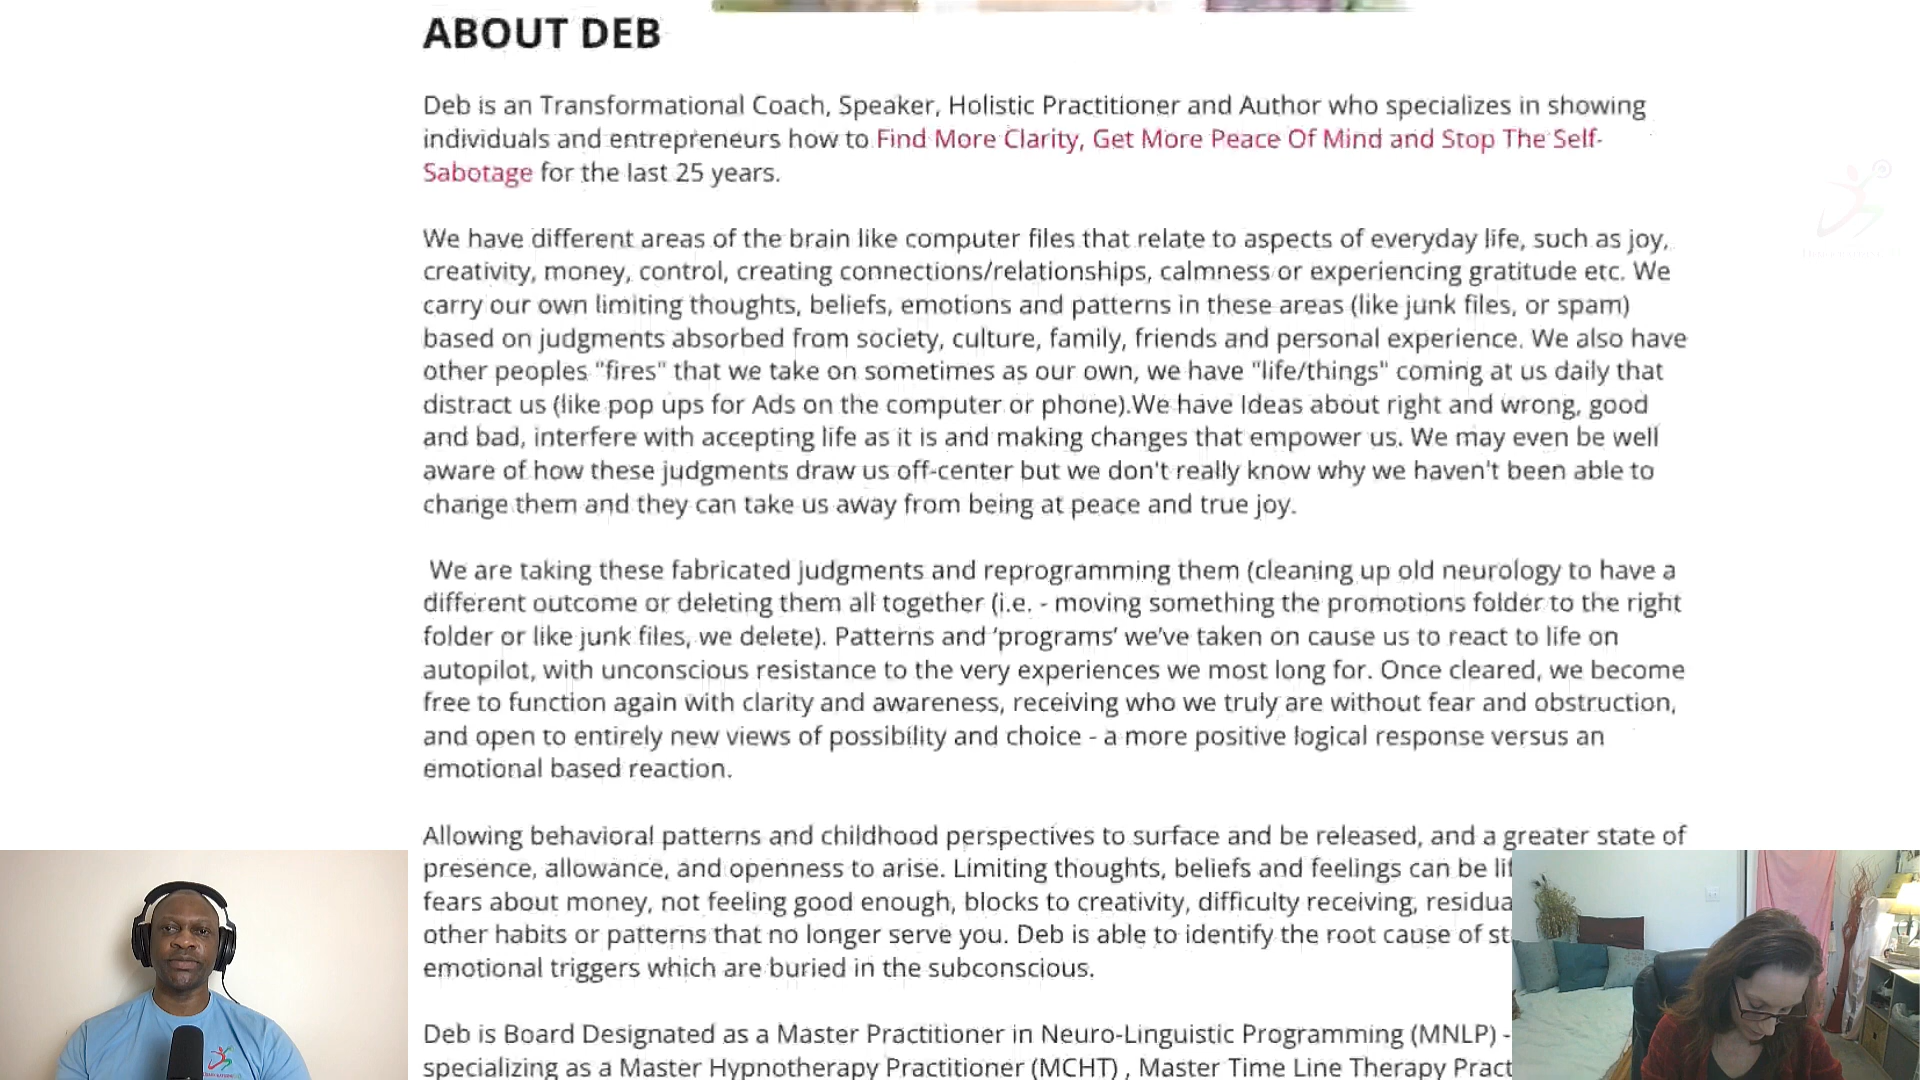 ABOUT DEB
Deb is an Transformational Coach, Speaker, Holistic Practitioner and Author who specializes in showing
individuals and entrepreneurs how to Find More Clarity, Get More Peace Of Mind and Stop The Self-
Sabotage for the last 25 years.
We have different areas of the brain like computer files that relate to aspects of everyday life, such as joy,
creativity, money, control, creating connections/relationships, calmness or experiencing gratitude etc. We
carry our own limiting thoughts, beliefs, emotions and patterns in these areas (like junk files, or spam)
based on judgments absorbed from society, culture, family, friends and personal experience. We also have
other peoples "fires" that we take on sometimes as our own, we have "life/things" coming at us daily that
distract us (like pop ups for Ads on the computer or phone).We have Ideas about right and wrong, good
and bad, interfere with accepting life as it is and making changes that empower us. We may even be well
aware of how these judgments draw us off-center but we don't really know why we haven't been able to
change them and they can take us away from being at peace and true joy.
We are taking these fabricated judgments and reprogramming them (cleaning up old neurology to have a
different outcome or deleting them all together (i.e. - moving something the promotions folder to the right
folder or like junk files, we delete). Patterns and ‘programs’ we’ve taken on cause us to react to life on
autopilot, with unconscious resistance to the very experiences we most long for. Once cleared, we become
free to function again with clarity and awareness, receiving who we truly are without fear and obstruction,
and open to entirely new views of possibility and choice - a more positive logical response versus an
emotional based reaction.
Allowing behavioral patterns and childhood perspectives to surface and be released, and a greater state of
presence, allowance, and openness to arise. Limiting thoughts, beliefs and feelings can be
fears about money, not feeling good enough, blocks to creativity, difficulty receiving,
other habits or patterns that no longer serve you. Deb is able to identify the root cause of
emotional triggers which are buried in the subconscious.
Deb is Board Designated as a Master Practitioner in Neuro-Linguistic Programming (MNLP) -
specializing as a Master Hypnotherapy Practitioner (MCHT) , Master Time Line Therapy